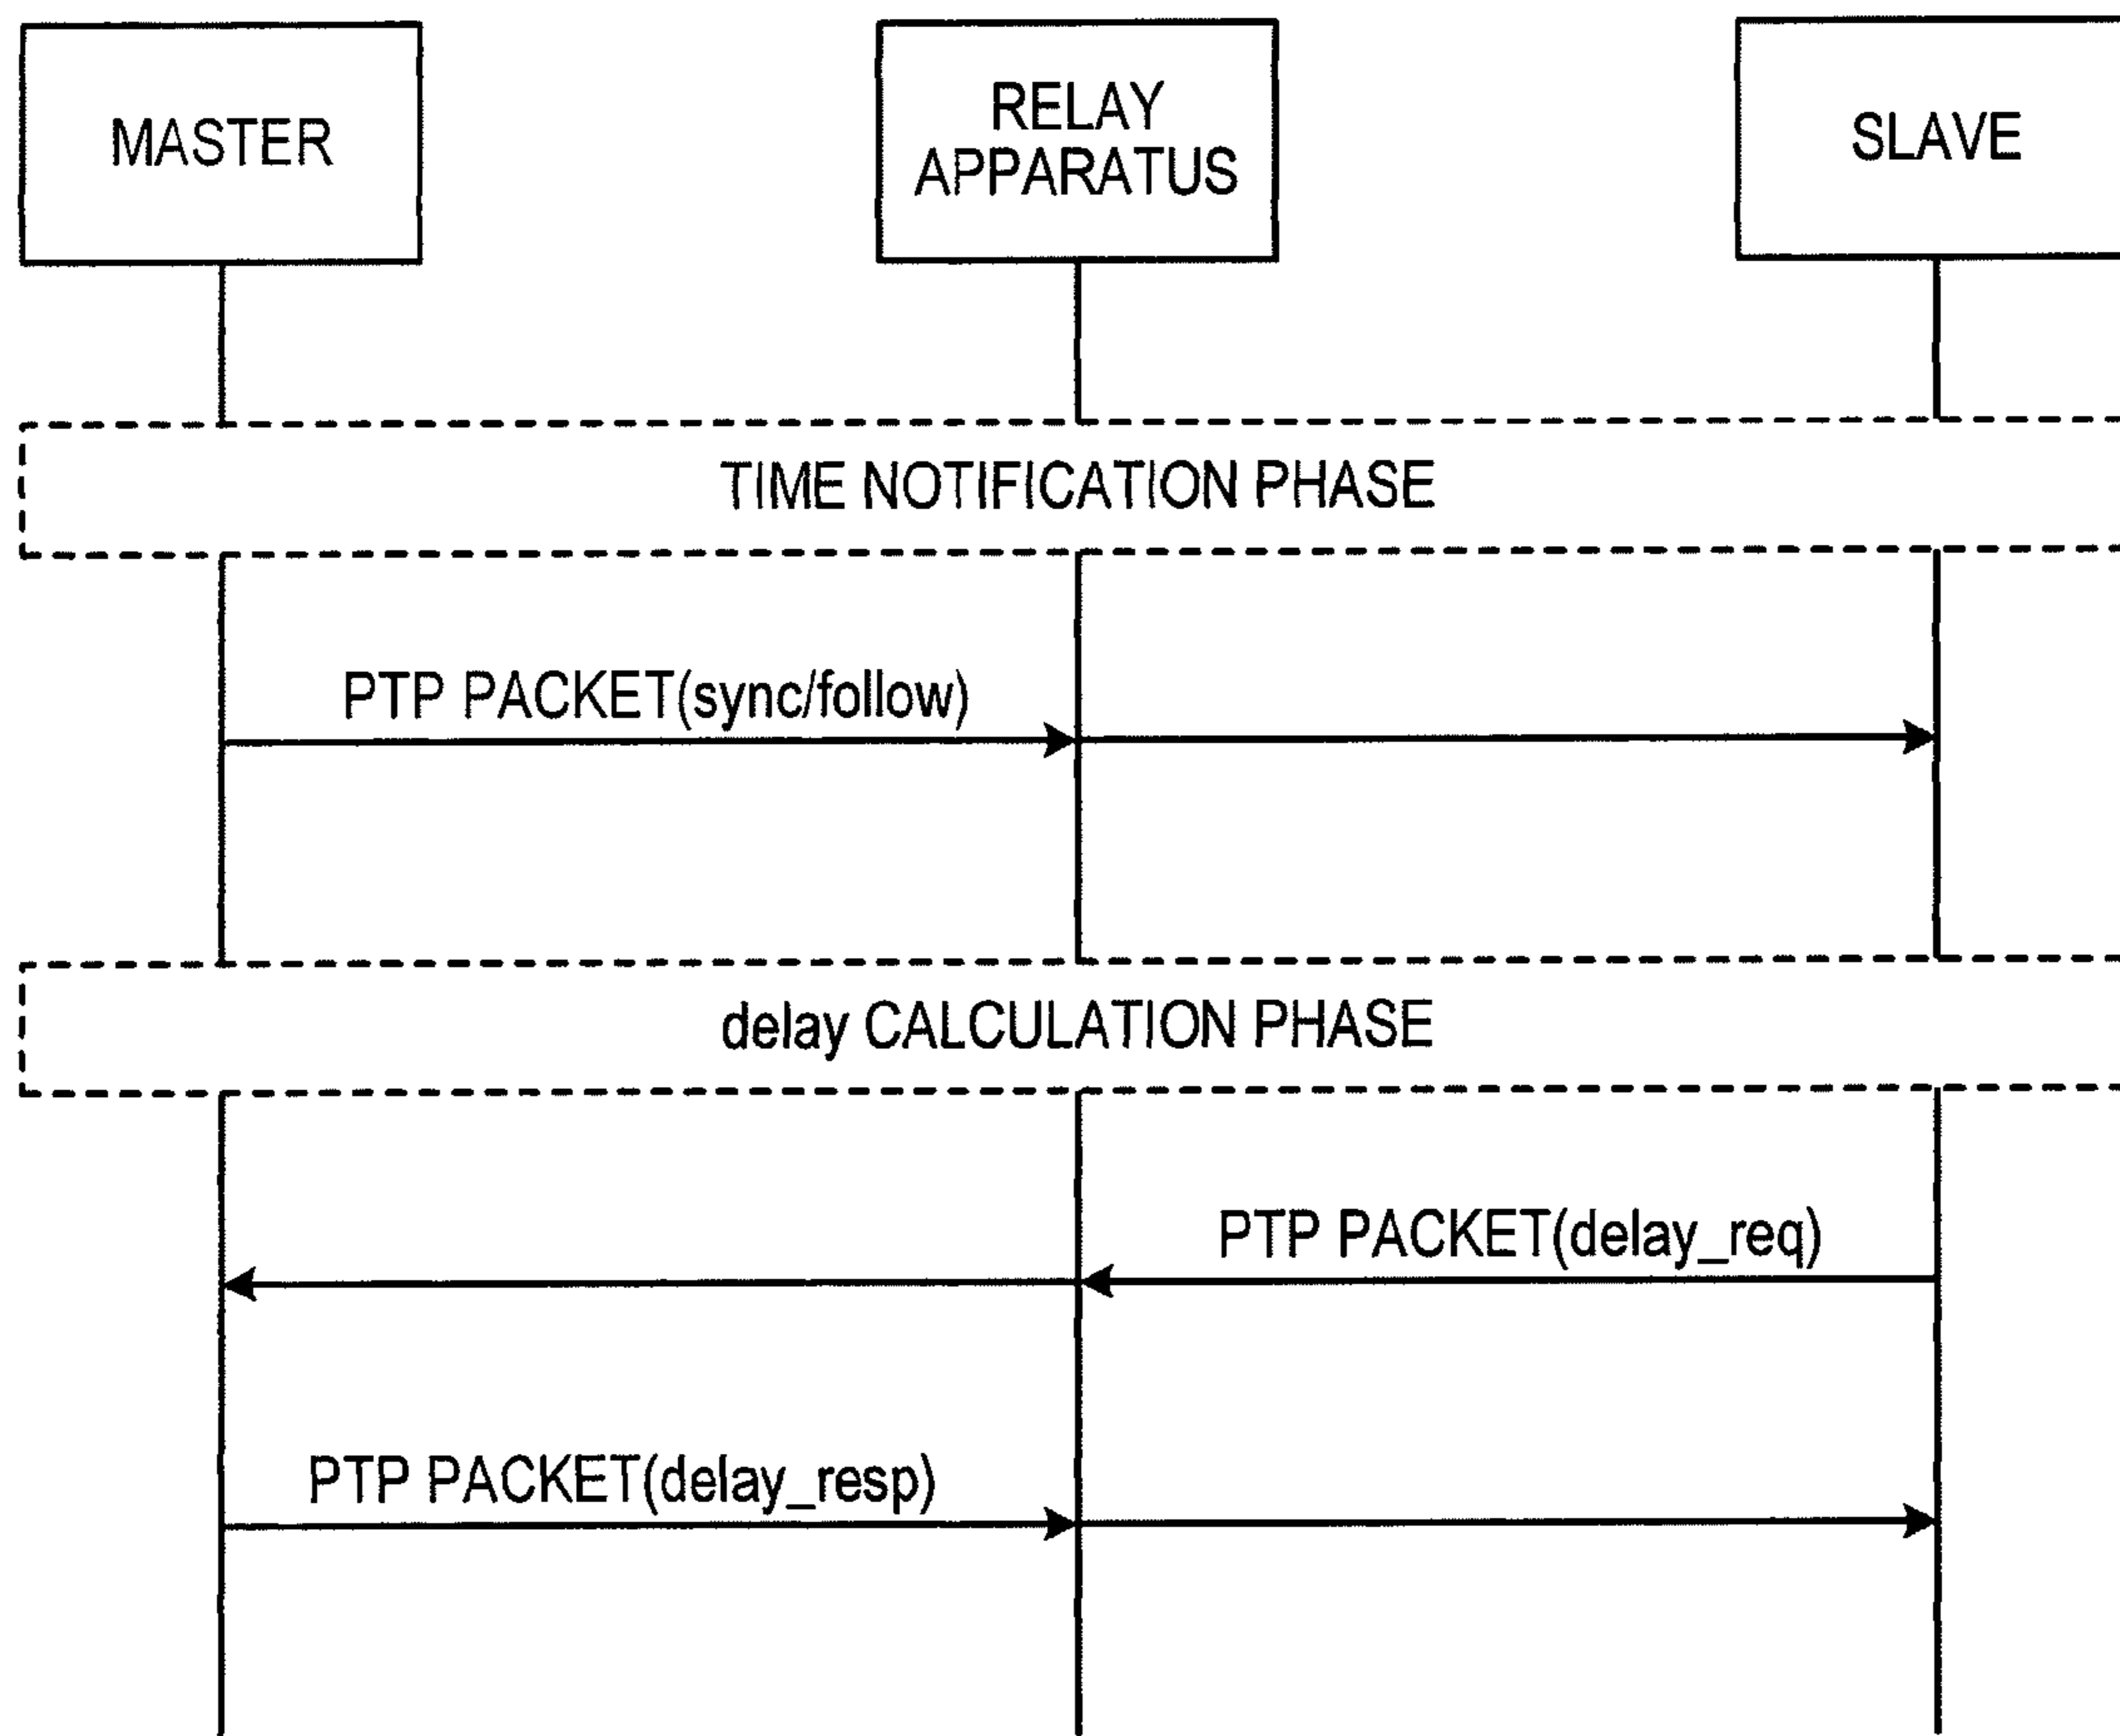 MASTER
RELAY
APPARATUS
SLAVE
TIME NOTIFICATION PHASE
PTP PACKET(sync/follow)
delay CALCULATION PHASE
PTP PACKET(delay_req)
PTP PACKET(delay_resp)